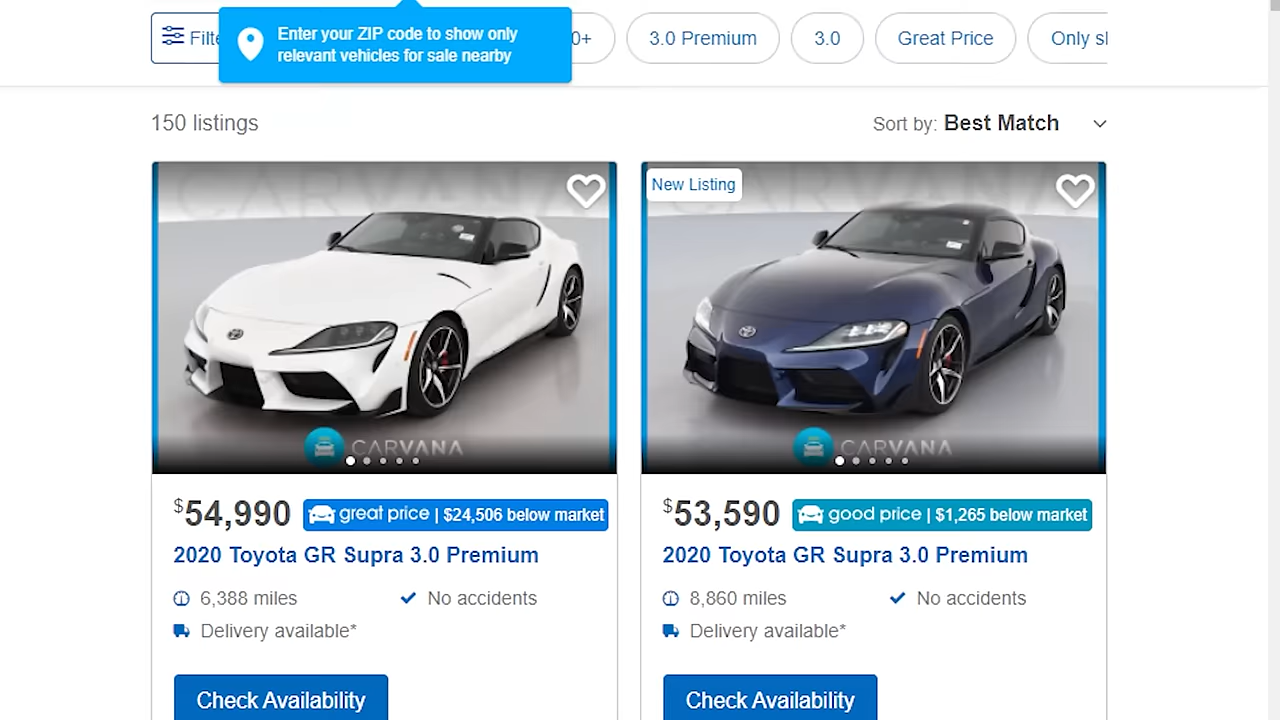 Enter your ZIP code to show only
relevant vehicles for sale nearby
3.0 Premium
3.0
Great Price
150 listings
Sort by: Best Match
CARVANA
New Listing
CARVANA
CARVANA
CARVANA
$54,990
great price | $24,506 below market
2020 Toyota GR Supra 3.0 Premium
6,388 miles
No accidents
Delivery available*
Check Availability
$53,590
good price | $1,265 below market
2020 Toyota GR Supra 3.0 Premium
8,860 miles
No accidents
Delivery available*
Check Availability